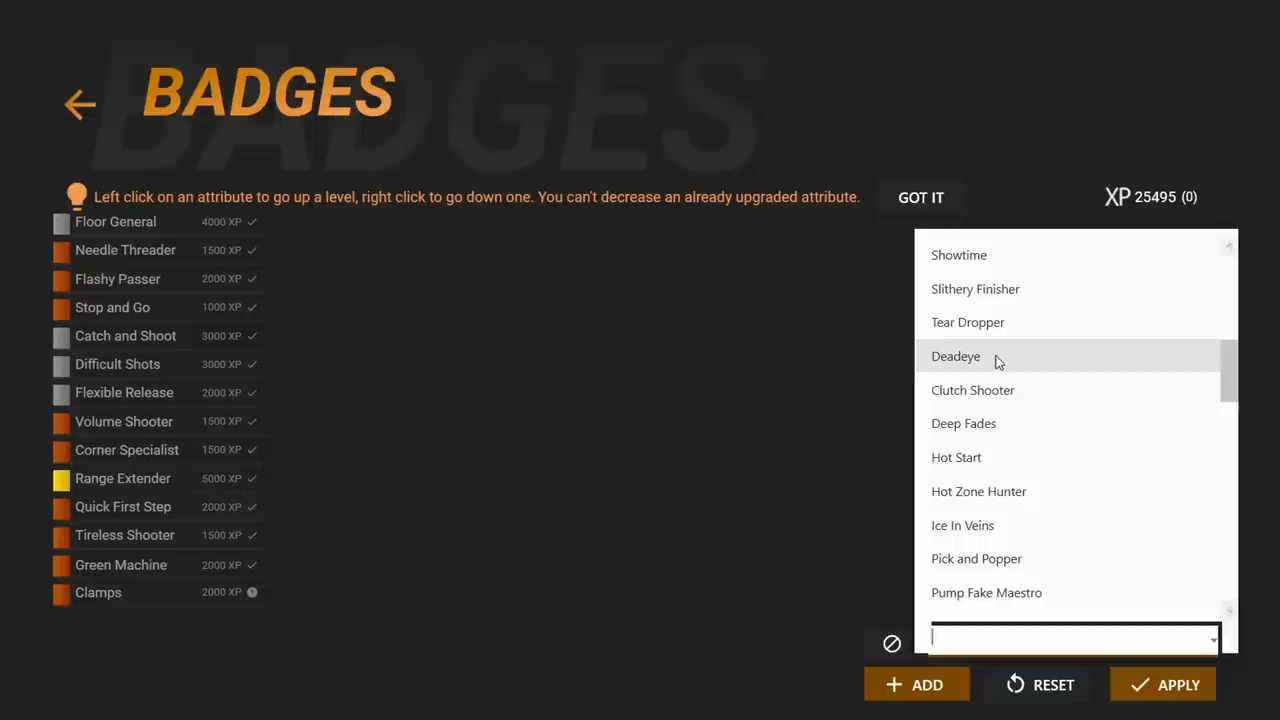 BADGES
Left click on an attribute to go up a level, right click to go down one. You can't decrease an already upgraded attribute.
GOT IT
XP 25495 (0)
Floor General 4000 XP
Needle Threader 1500 XP
Flashy Passer 2000 XP
Stop and Go 1000 XP
Catch and Shoot 3000 XP
Difficult Shots 3000 XP
Flexible Release 2000 XP
Volume Shooter 1500 XP
Corner Specialist 1500 XP
Range Extender 5000 XP
Quick First Step 2000 XP
Tireless Shooter 1500 XP
Green Machine 2000 XP
Clamps 2000 XP
Showtime
Slithery Finisher
Tear Dropper
Deadeye
Clutch Shooter
Deep Fades
Hot Start
Hot Zone Hunter
Ice In Veins
Pick and Popper
Pump Fake Maestro
ADD
RESET
APPLY